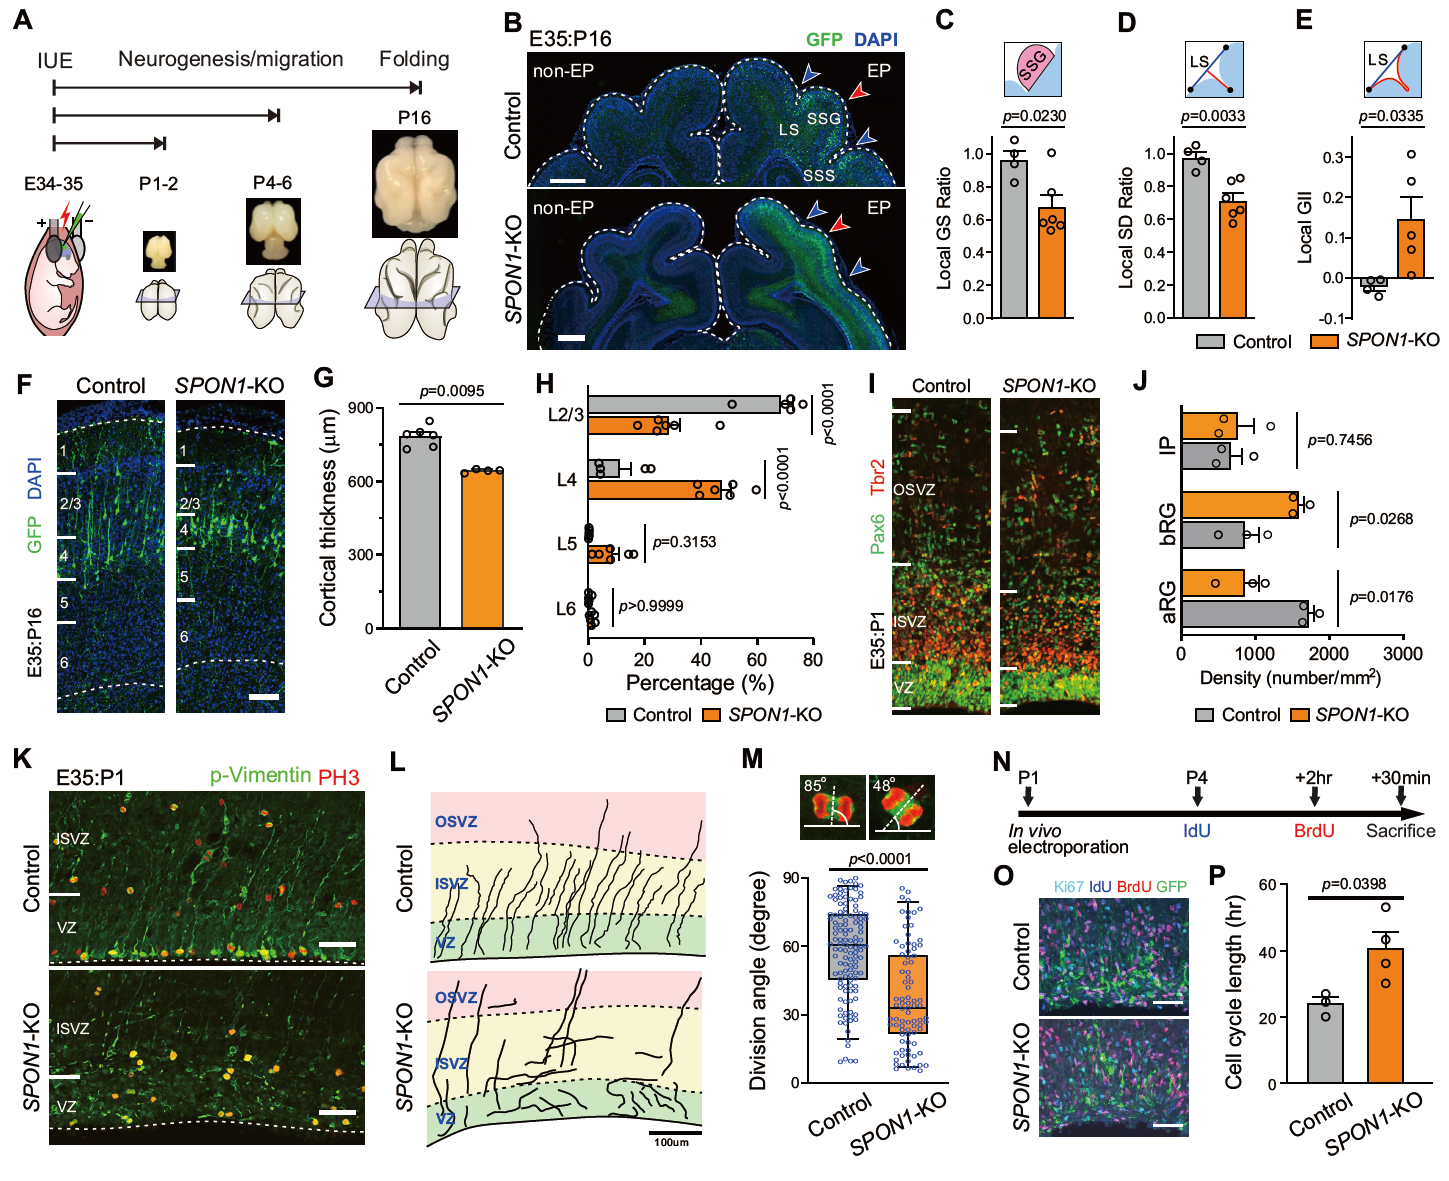 A
IUE
Neurogenesis/migration
Folding
P16
E34-35
P1-2
P4-6
+
−
B
E35:P16
GFP DAPI
non-EP
EP
Control
LS
SSG
SSS
non-EP
EP
SPON1-KO
C
SSG
p=0.0230
Local GS Ratio
1.0
0.8
0.6
0.4
0.2
0.0
D
LS
p=0.0033
Local SD Ratio
1.0
0.8
0.6
0.4
0.2
0.0
E
LS
p=0.0335
Local GII
0.3
0.2
0.1
0.0
-0.1
Control SPON1-KO
F
Control SPON1-KO
GFP DAPI
E35:P16
1
2/3
4
5
6
1
2/3
4
5
6
G
p=0.0095
Cortical thickness (μm)
900
600
300
0
Control
SPON1-KO
H
L2/3
p<0.0001
L4
p<0.0001
L5
p=0.3153
L6
p>0.9999
0 20 40 60 80
Percentage (%)
Control SPON1-KO
I
Control SPON1-KO
Pax6 Tbr2
E35:P1
OSVZ
ISVZ
VZ
J
IP
p=0.7456
bRG
p=0.0268
aRG
p=0.0176
0 1000 2000 3000
Density (number/mm²)
Control SPON1-KO
K
E35:P1
p-Vimentin PH3
Control
ISVZ
VZ
SPON1-KO
ISVZ
VZ
L
Control
OSVZ
ISVZ
VZ
SPON1-KO
OSVZ
ISVZ
VZ
100um
M
85°
48°
p<0.0001
Division angle (degree)
90
60
30
0
Control
SPON1-KO
N
P1 P4 +2hr +30min
In vivo
electroporation
IdU BrdU Sacrifice
O
Ki67 IdU BrdU GFP
Control
SPON1-KO
P
p=0.0398
Cell cycle length (hr)
60
40
20
0
Control
SPON1-KO